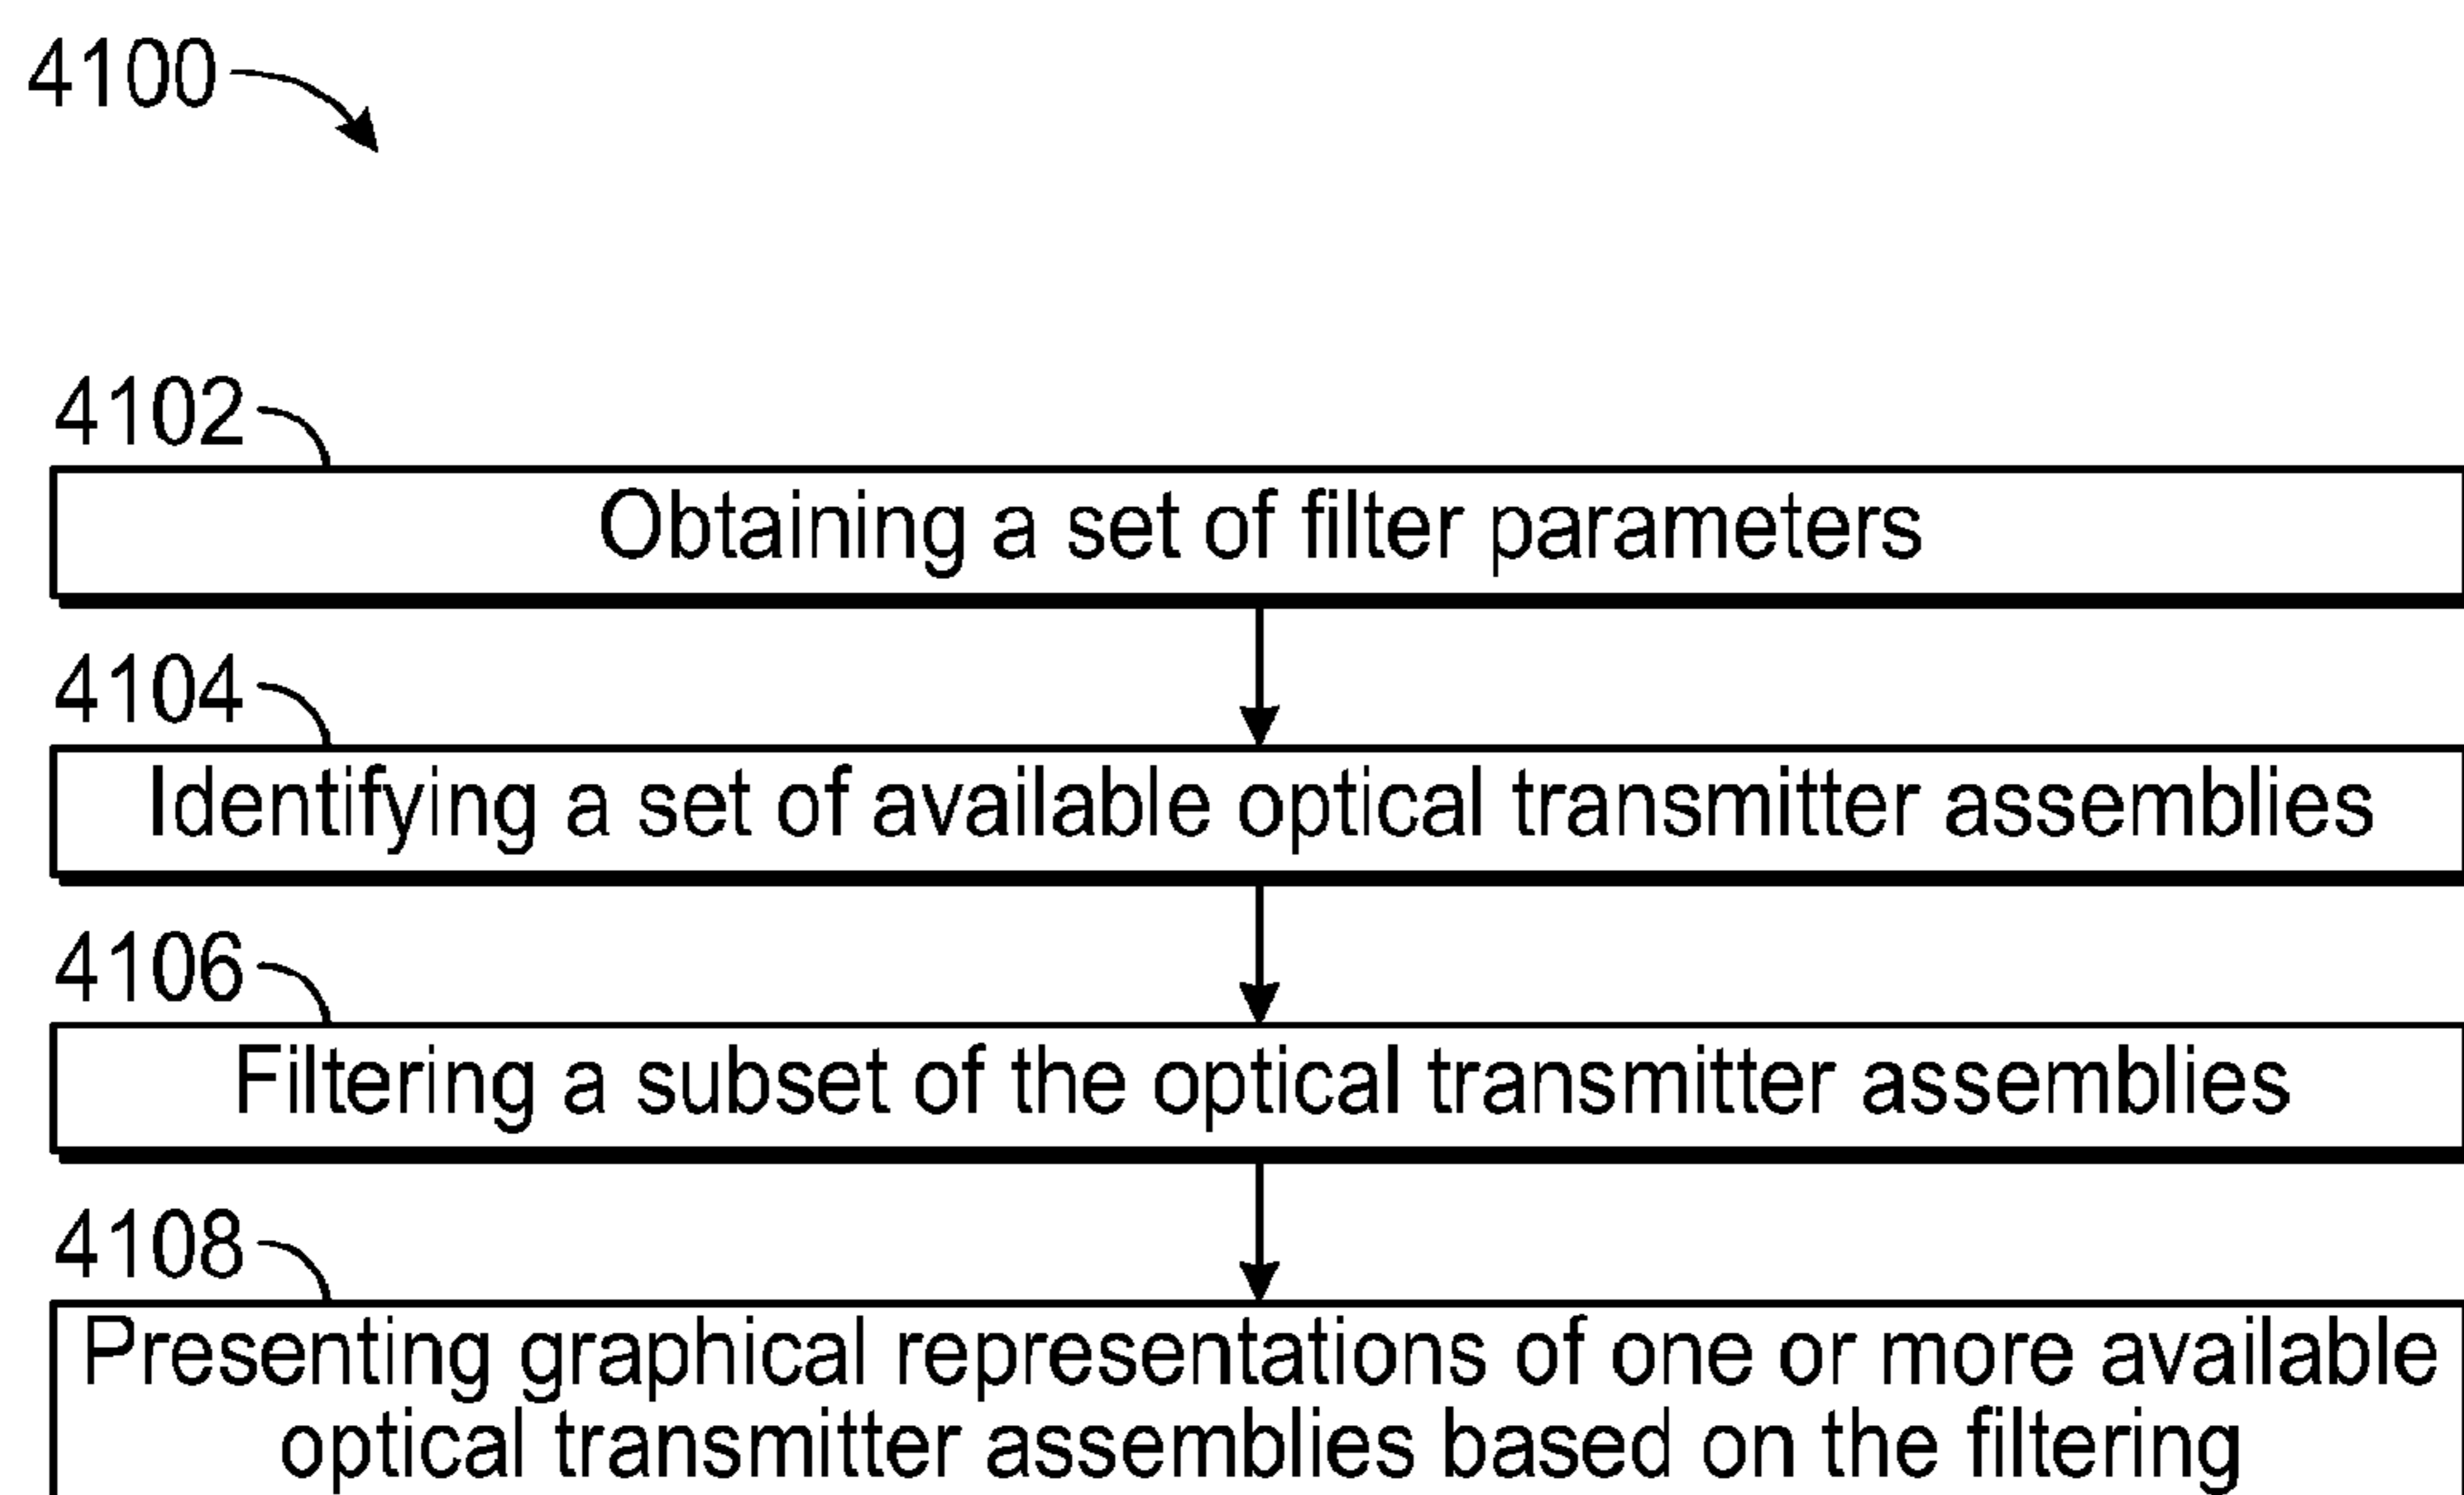 4100
4102
Obtaining a set of filter parameters
4104
Identifying a set of available optical transmitter assemblies
4106
Filtering a subset of the optical transmitter assemblies
4108
Presenting graphical representations of one or more available
optical transmitter assemblies based on the filtering